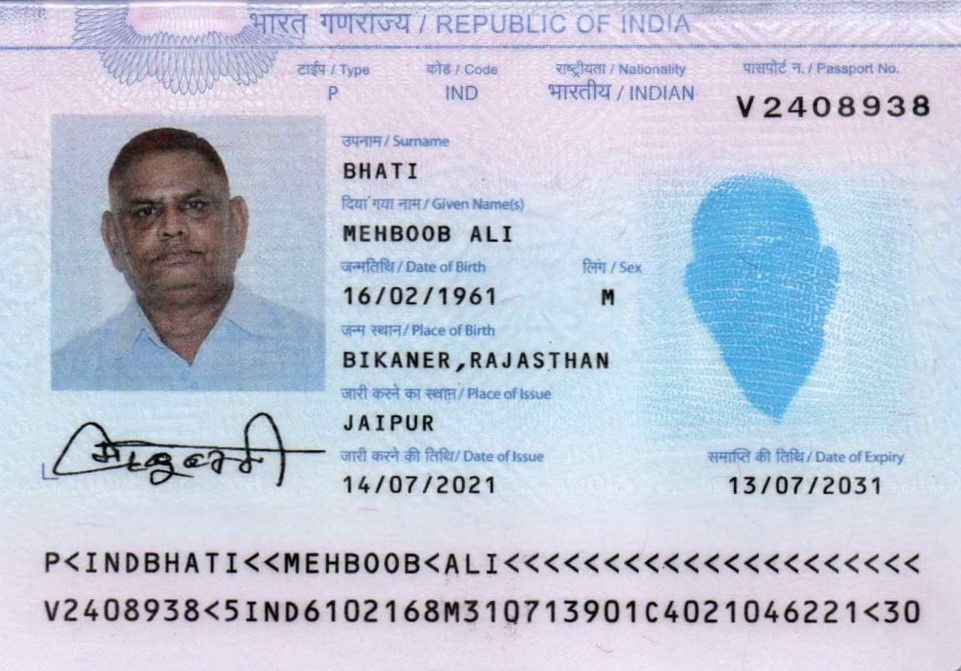 भारत गणराज्य / REPUBLIC OF INDIA
टाईप / Type कोड / Code राष्ट्रीयता / Nationality पासपोर्ट न. / Passport No.
P IND भारतीय / INDIAN V2408938
उपनाम / Surname
BHATI
दिया गया नाम / Given Name(s)
MEHBOOB ALI
जन्मतिथि / Date of Birth लिंग / Sex
16/02/1961 M
जन्म स्थान / Place of Birth
BIKANER,RAJASTHAN
जारी करने का स्थान / Place of Issue
JAIPUR
जारी करने की तिथि / Date of Issue समाप्ति की तिथि / Date of Expiry
14/07/2021 13/07/2031
P<INDBHATI<<MEHBOOB<ALI<<<<<<<<<<<<<<<<<<<<<
V2408938<5IND6102168M310713901C4021046221<30